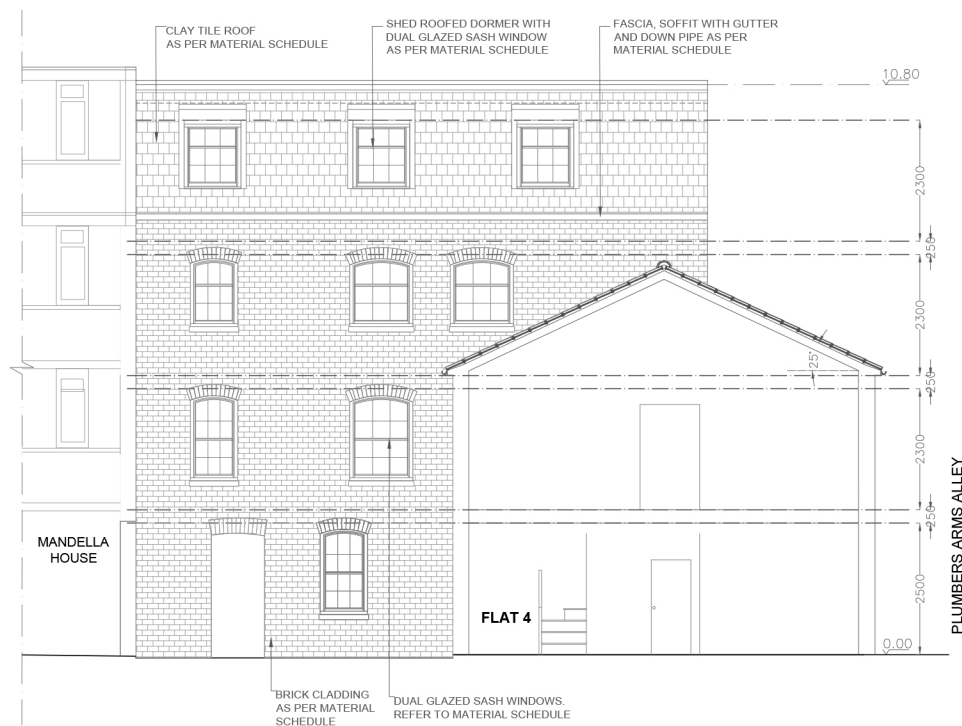 CLAY TILE ROOF
AS PER MATERIAL SCHEDULE
SHED ROOFED DORMER WITH
DUAL GLAZED SASH WINDOW
AS PER MATERIAL SCHEDULE
FASCIA, SOFFIT WITH GUTTER
AND DOWN PIPE AS PER
MATERIAL SCHEDULE
10.80
2300
250
2300
25°
250
2300
250
2500
0.00
PLUMBERS ARMS ALLEY
MANDELLA
HOUSE
FLAT 4
BRICK CLADDING
AS PER MATERIAL
SCHEDULE
DUAL GLAZED SASH WINDOWS.
REFER TO MATERIAL SCHEDULE